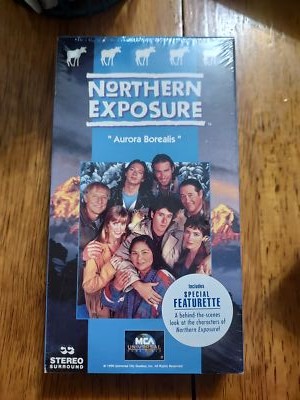 NORTHERN
EXPOSURE
"Aurora Borealis"
Includes
SPECIAL
FEATURETTE
A behind-the-scenes
look at the characters of
Northern Exposure!
STEREO
SURROUND
MCA
UNIVERSAL